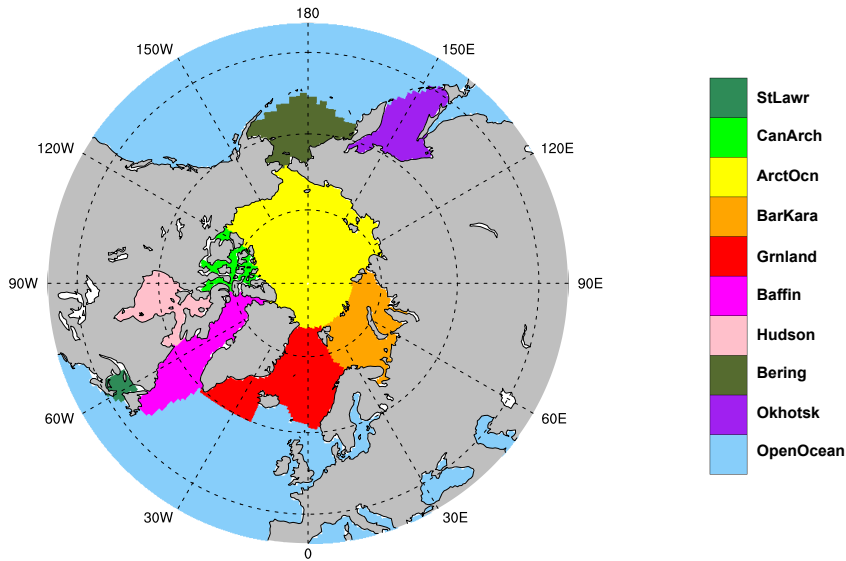 180
150W
150E
120W
120E
90W
90E
60W
60E
30W
30E
0
StLawr
CanArch
ArctOcn
BarKara
Grnland
Baffin
Hudson
Bering
Okhotsk
OpenOcean